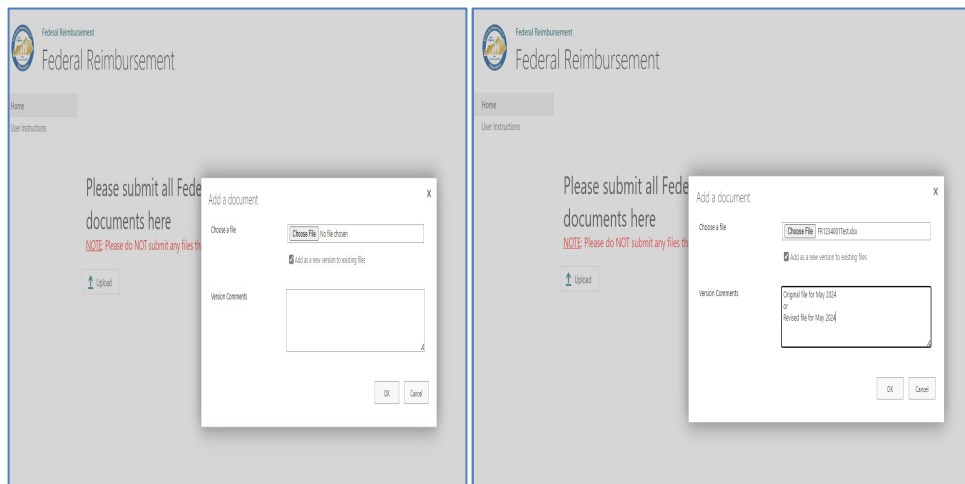 Federal Reimbursement
Federal Reimbursement
Home
User Instructions
Please submit all Fede
documents here
NOTE: Please do NOT submit any files th
Upload
Add a document
X
Choose a file
Choose File No file chosen
Add as a new version to existing files
Version Comments
OK
Cancel
Federal Reimbursement
Federal Reimbursement
Home
User Instructions
Please submit all Fede
documents here
NOTE: Please do NOT submit any files th
Upload
Add a document
X
Choose a file
Choose File FR1234001Test.xlsx
Add as a new version to existing files
Version Comments
Original file for May 2024
or
Revised file for May 2024
OK
Cancel